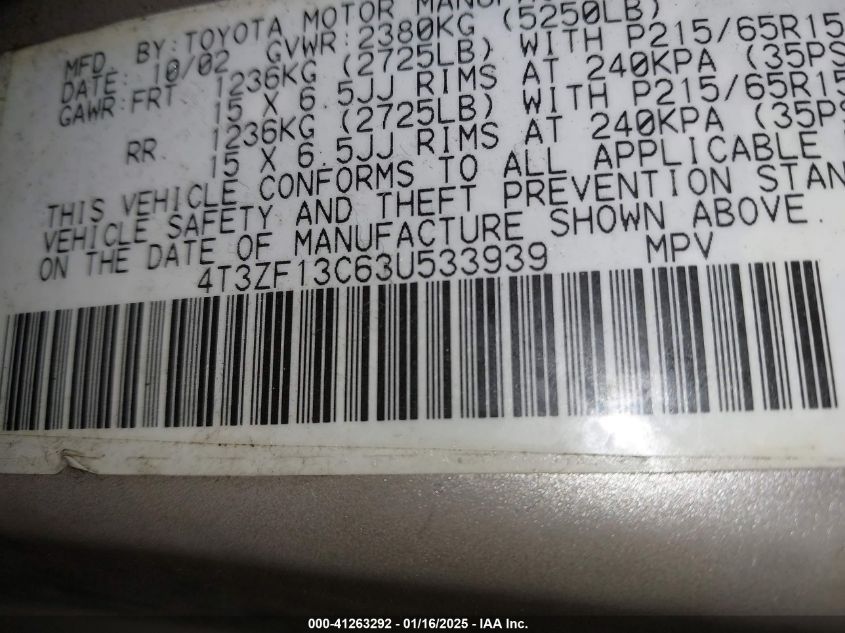 MFD. BY: TOYOTA MOTOR
DATE: 10/02 GVWR: 2380KG (5250LB)
GAWR: FRT 1236KG (2725LB) WITH P215/65R15
15 X 6.5JJ RIMS AT 240KPA (35PS
RR 1236KG (2725LB) WITH P215/65R15
15 X 6.5JJ RIMS AT 240KPA (35PS
THIS VEHICLE CONFORMS TO ALL APPLICABLE
VEHICLE SAFETY AND THEFT PREVENTION STAN
ON THE DATE OF MANUFACTURE SHOWN ABOVE.
4T3ZF13C63U533939 MPV
000-41263292 - 01/16/2025 - IAA Inc.